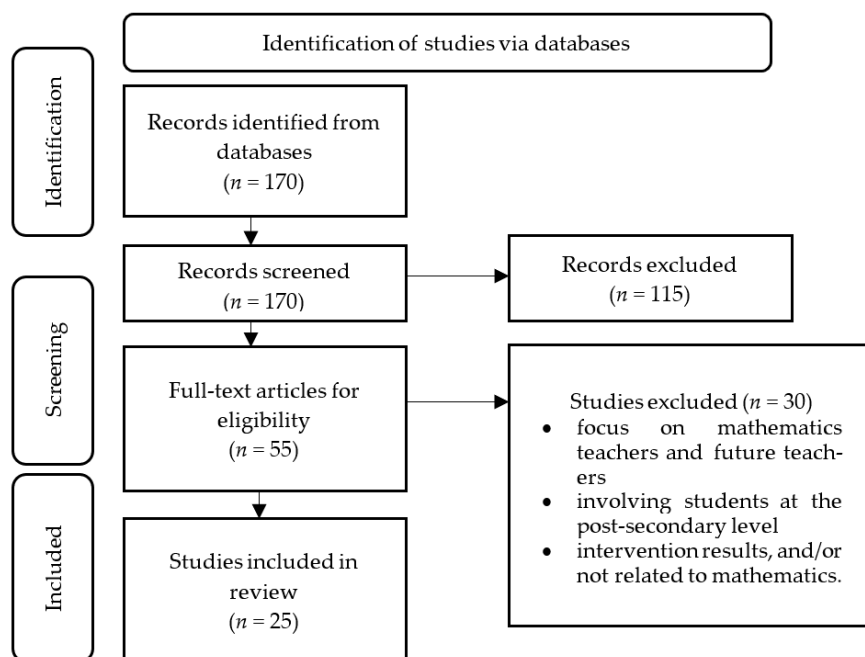 Identification of studies via databases
Identification
Records identified from
databases
(n = 170)
Records screened
(n = 170)
Records excluded
(n = 115)
Screening
Full-text articles for
eligibility
(n = 55)
Studies excluded (n = 30)
• focus on mathematics
teachers and future teach-
ers
• involving students at the
post-secondary level
• intervention results, and/or
not related to mathematics.
Included
Studies included in
review
(n = 25)